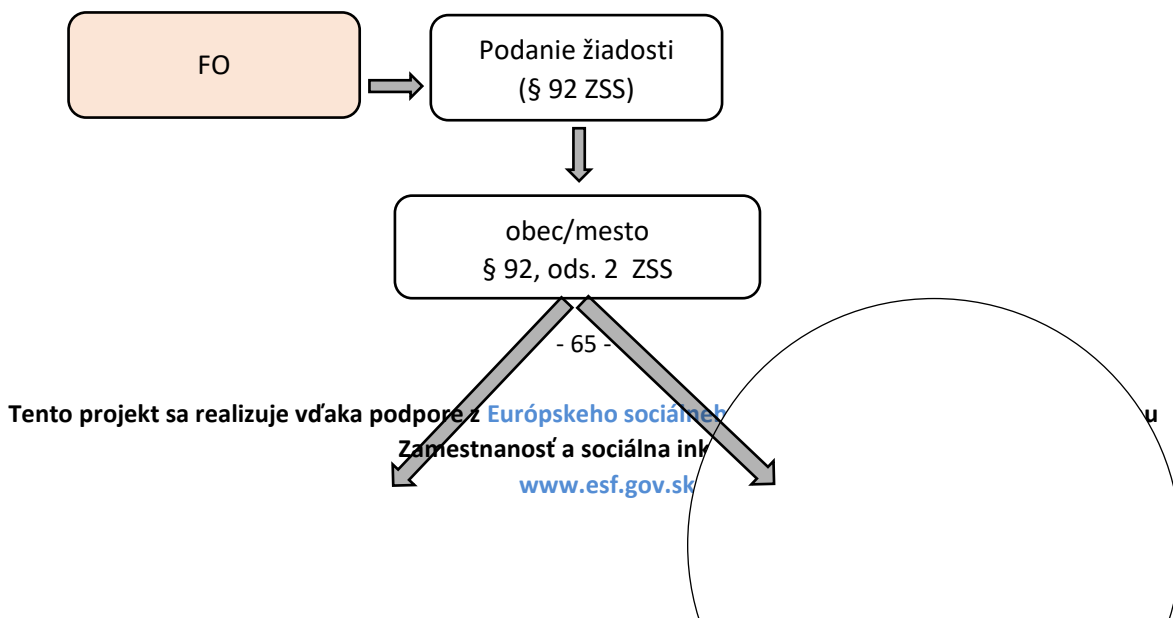 FO
Podanie žiadosti
(§ 92 ZSS)
obec/mesto
§ 92, ods. 2 ZSS
- 65 -
Tento projekt sa realizuje vďaka podpore z Európskeho sociálneh u
Zamestnanosť a sociálna ink
www.esf.gov.sk